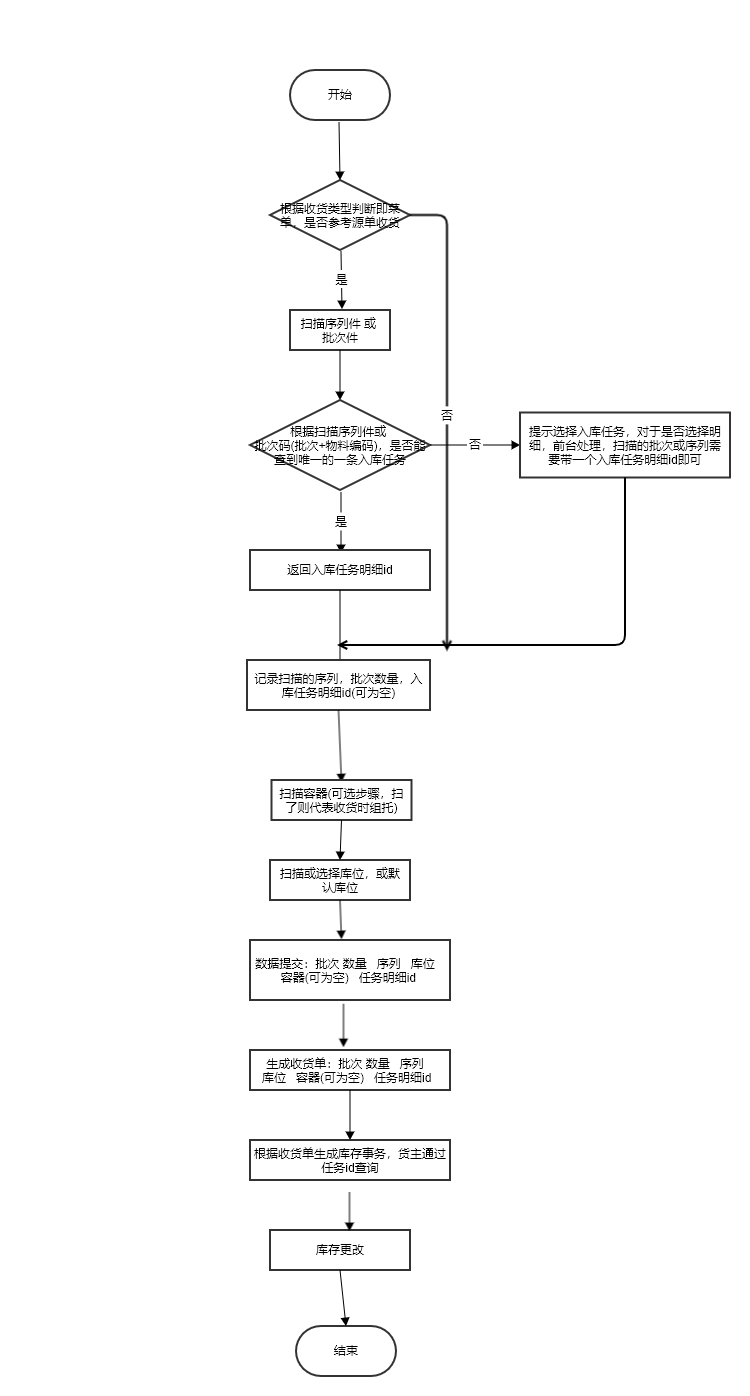 开始
根据收货类型判断即菜
单，是否参考源单收货
是
扫描序列件 或
批次件
否
根据扫描序列件或
批次码(批次+物料编码)，是否能
查到唯一的一条入库任务
否
提示选择入库任务，对于是否选择明
细，前台处理，扫描的批次或序列需
要带一个入库任务明细id即可
是
返回入库任务明细id
记录扫描的序列，批次数量，入
库任务明细id(可为空)
扫描容器(可选步骤，扫
了则代表收货时组托)
扫描或选择库位，或默
认库位
数据提交：批次 数量 序列 库位
容器(可为空) 任务明细id
生成收货单：批次 数量 序列
库位 容器(可为空) 任务明细id
根据收货单生成库存事务，货主通过
任务id查询
库存更改
结束